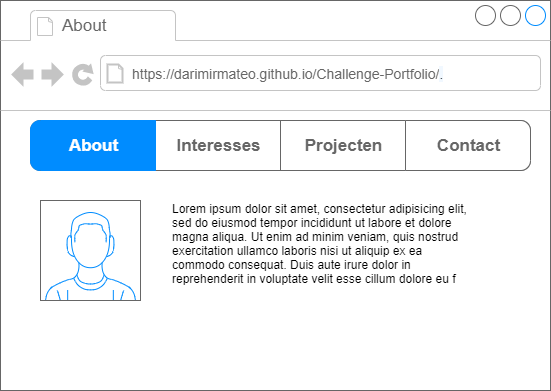 About
https://darimirmateo.github.io/Challenge-Portfolio/.
About Interesses Projecten Contact
Lorem ipsum dolor sit amet, consectetur adipisicing elit,
sed do eiusmod tempor incididunt ut labore et dolore
magna aliqua. Ut enim ad minim veniam, quis nostrud
exercitation ullamco laboris nisi ut aliquip ex ea
commodo consequat. Duis aute irure dolor in
reprehenderit in voluptate velit esse cillum dolore eu f